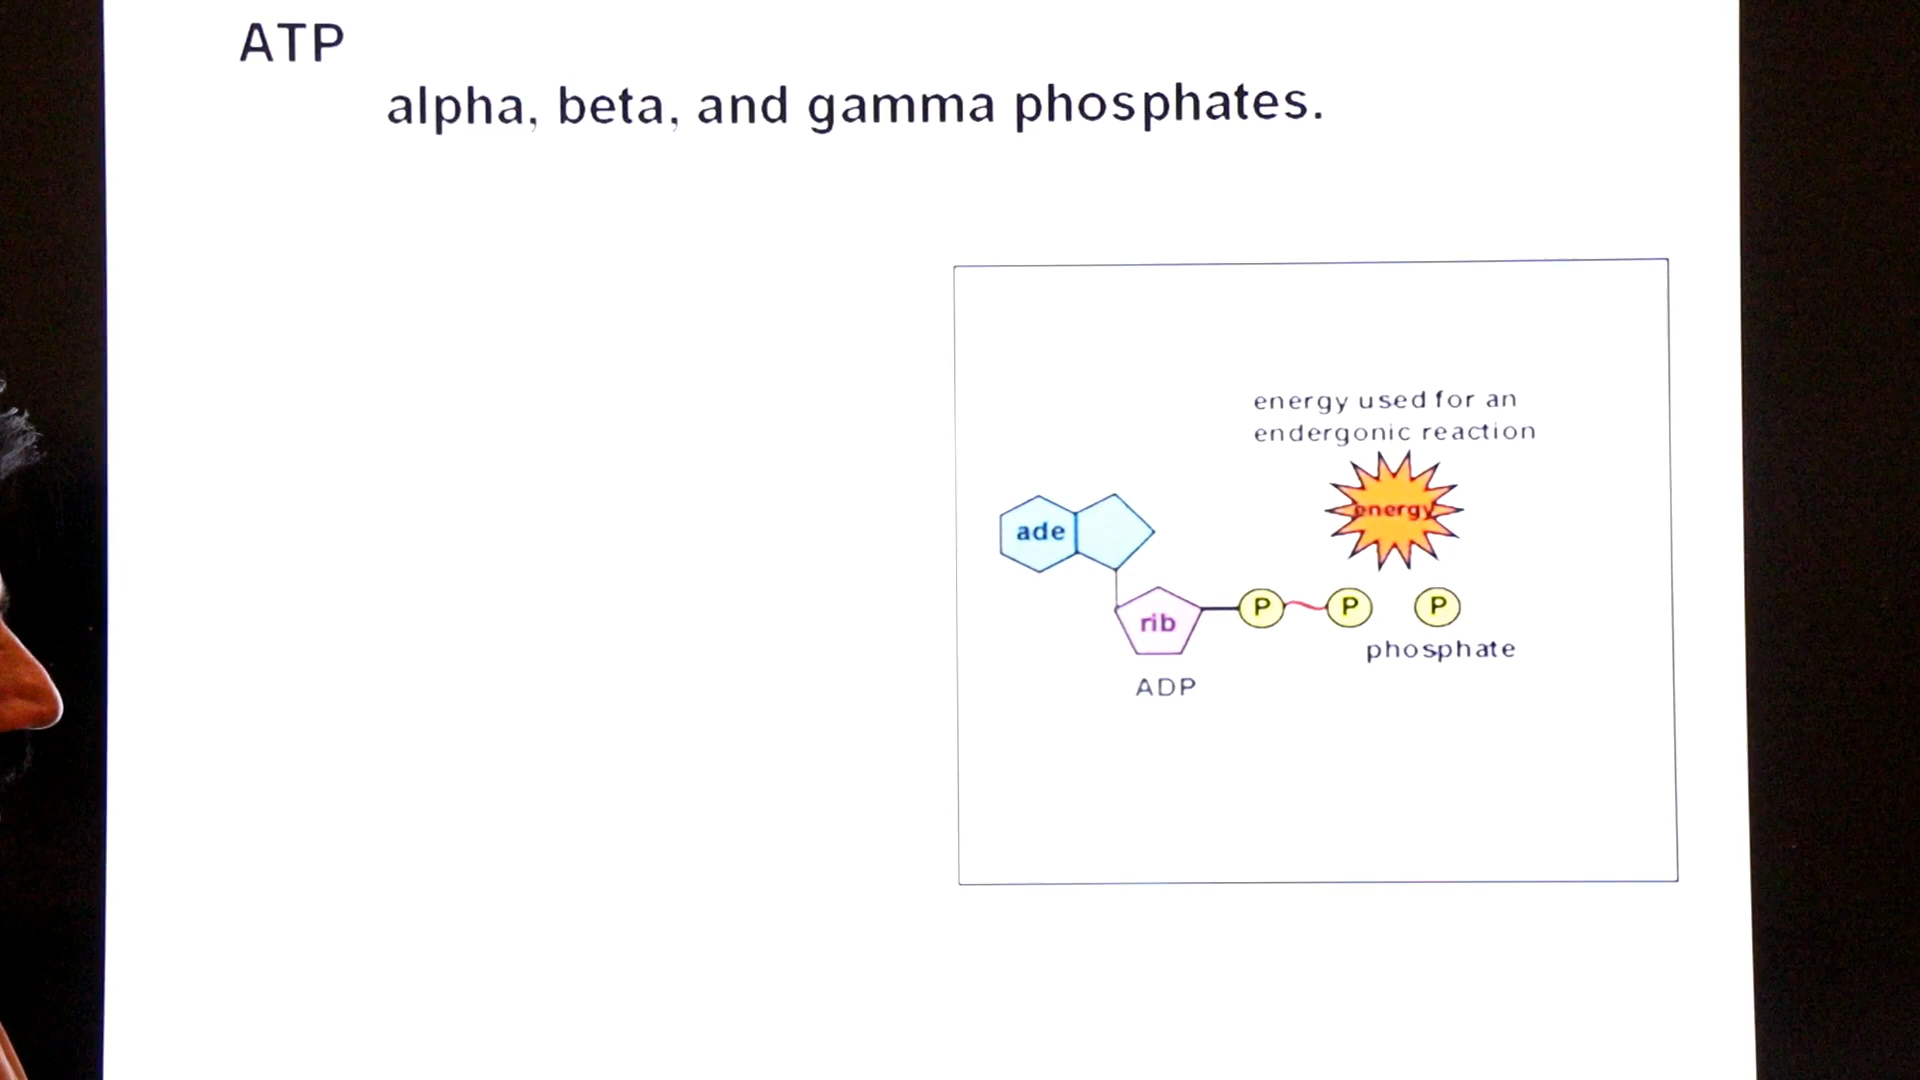 ATP
alpha, beta, and gamma phosphates.
energy used for an
endergonic reaction
energy
ade
rib
P
P
P
phosphate
ADP